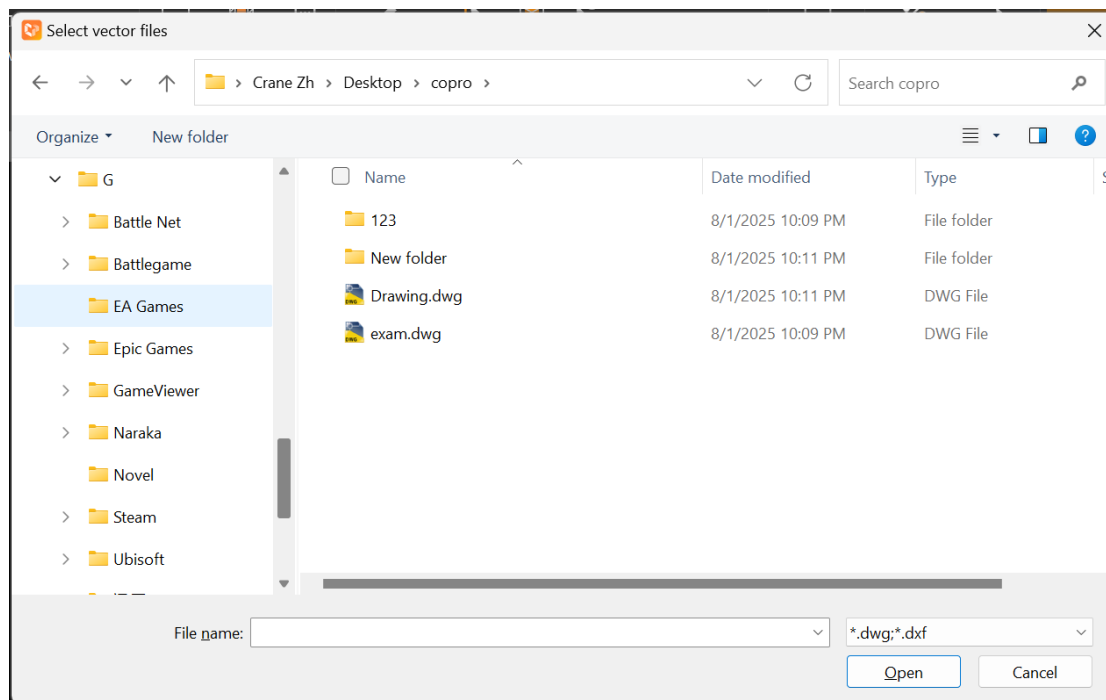 Select vector files
Crane Zh > Desktop > copro >
Search copro
Organize
New folder
G
Battle Net
Battlegame
EA Games
Epic Games
GameViewer
Naraka
Novel
Steam
Ubisoft
Name Date modified Type
123 8/1/2025 10:09 PM File folder
New folder 8/1/2025 10:11 PM File folder
Drawing.dwg 8/1/2025 10:11 PM DWG File
exam.dwg 8/1/2025 10:09 PM DWG File
File name:
*.dwg;*.dxf
Open
Cancel